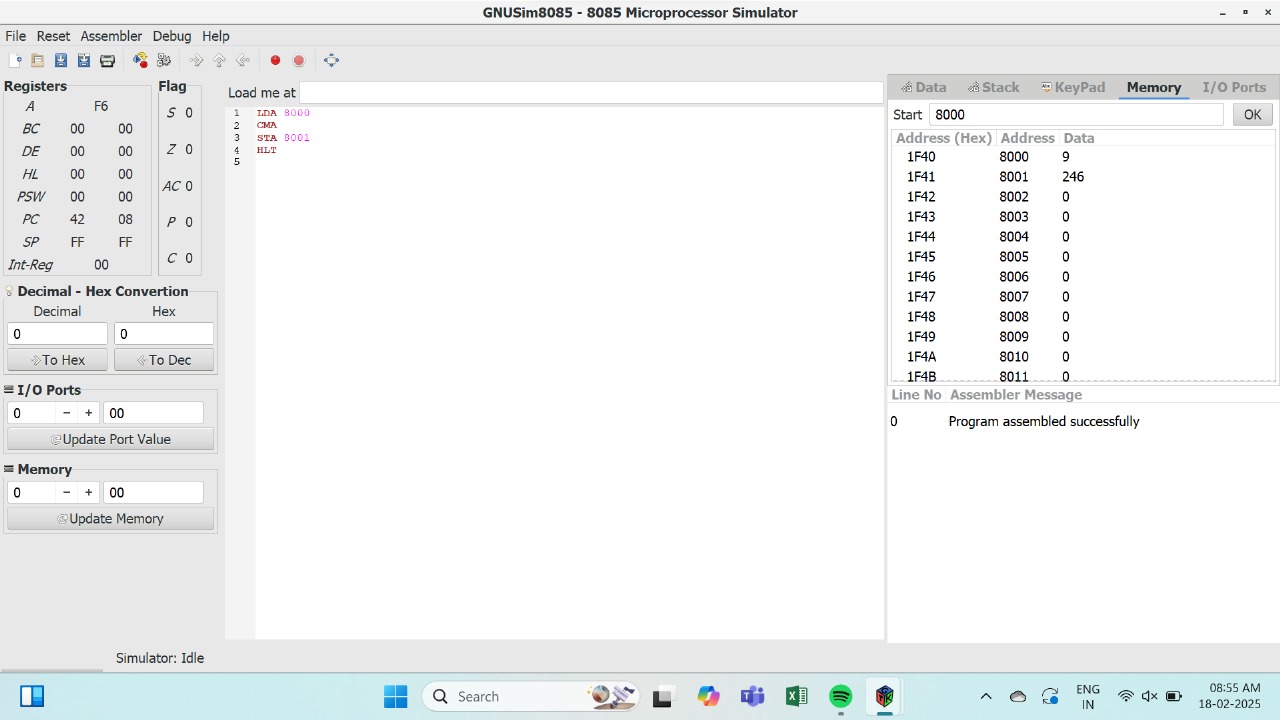 GNUSim8085 - 8085 Microprocessor Simulator
File Reset Assembler Debug Help
Registers
A F6
BC 00 00
DE 00 00
HL 00 00
PSW 00 00
PC 42 08
SP FF FF
Int-Reg 00
Flag
S 0
Z 0
AC 0
P 0
C 0
Decimal - Hex Convertion
Decimal Hex
0 0
To Hex To Dec
I/O Ports
0 − + 00
Update Port Value
Memory
0 − + 00
Update Memory
Load me at
1 LDA 8000
2 CMA
3 STA 8001
4 HLT
5
Data Stack KeyPad Memory I/O Ports
Start 8000 OK
Address (Hex) Address Data
1F40 8000 9
1F41 8001 246
1F42 8002 0
1F43 8003 0
1F44 8004 0
1F45 8005 0
1F46 8006 0
1F47 8007 0
1F48 8008 0
1F49 8009 0
1F4A 8010 0
1F4B 8011 0
Line No Assembler Message
0 Program assembled successfully
Simulator: Idle
Search
ENG
IN
08:55 AM
18-02-2025